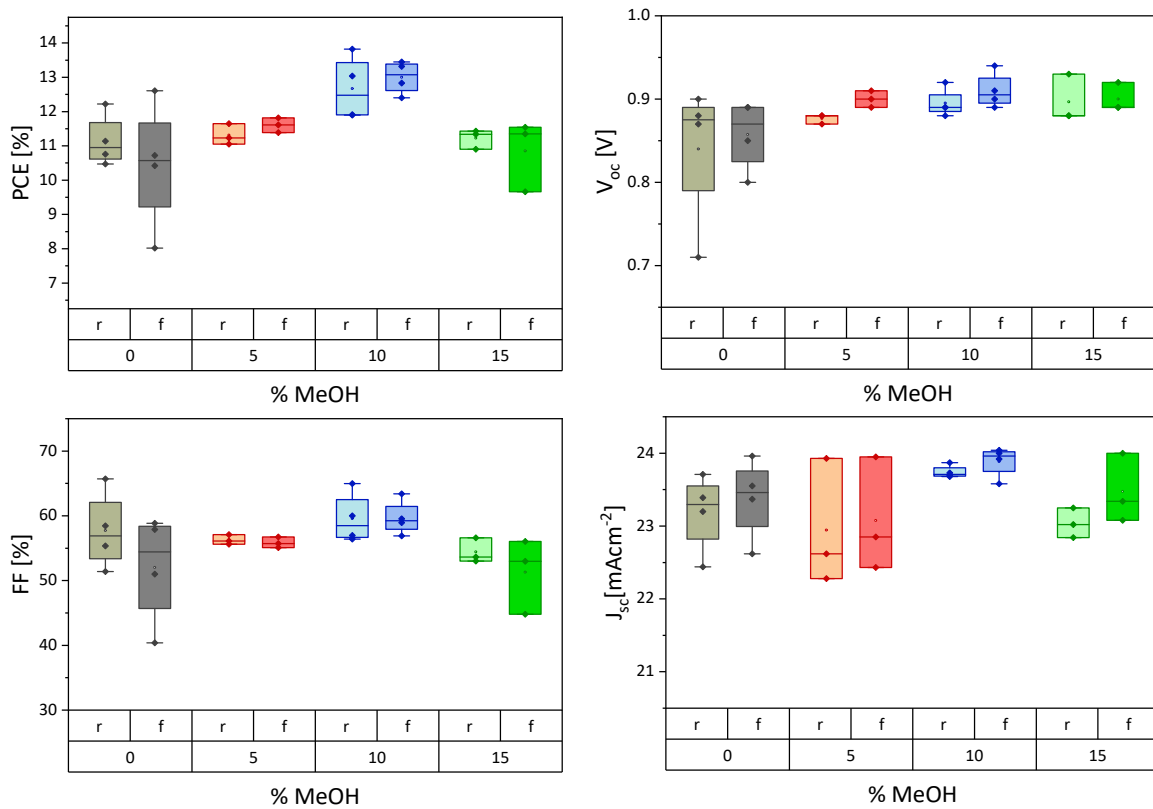 PCE [%]
14
13
12
11
10
9
8
7
r f r f r f r f
0 5 10 15
% MeOH
V_oc [V]
1.0
0.9
0.8
0.7
r f r f r f r f
0 5 10 15
% MeOH
FF [%]
70
60
50
40
30
r f r f r f r f
0 5 10 15
% MeOH
J_sc[mAcm⁻²]
24
23
22
21
r f r f r f r f
0 5 10 15
% MeOH